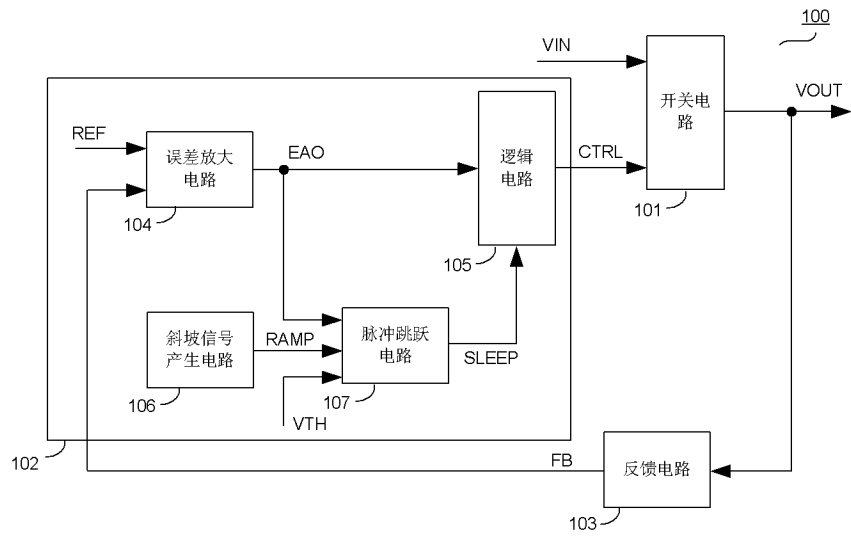 100
VIN
VOUT
开关电
路
REF
误差放大
电路
EAO
逻辑
电路
CTRL
104
101
105
斜坡信号
产生电路
RAMP
脉冲跳跃
电路
SLEEP
106
107
VTH
102
FB
反馈电路
103